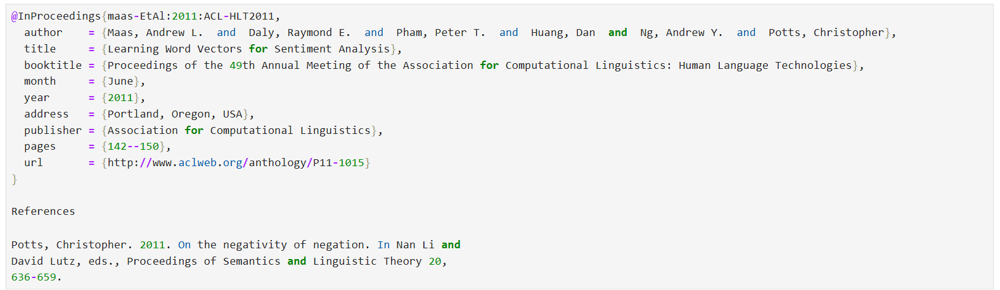 @InProceedings{maas-EtAl:2011:ACL-HLT2011,
  author    = {Maas, Andrew L.  and  Daly, Raymond E.  and  Pham, Peter T.  and  Huang, Dan  and  Ng, Andrew Y.  and  Potts, Christopher},
  title     = {Learning Word Vectors for Sentiment Analysis},
  booktitle = {Proceedings of the 49th Annual Meeting of the Association for Computational Linguistics: Human Language Technologies},
  month     = {June},
  year      = {2011},
  address   = {Portland, Oregon, USA},
  publisher = {Association for Computational Linguistics},
  pages     = {142--150},
  url       = {http://www.aclweb.org/anthology/P11-1015}
}
References
Potts, Christopher. 2011. On the negativity of negation. In Nan Li and
David Lutz, eds., Proceedings of Semantics and Linguistic Theory 20,
636-659.